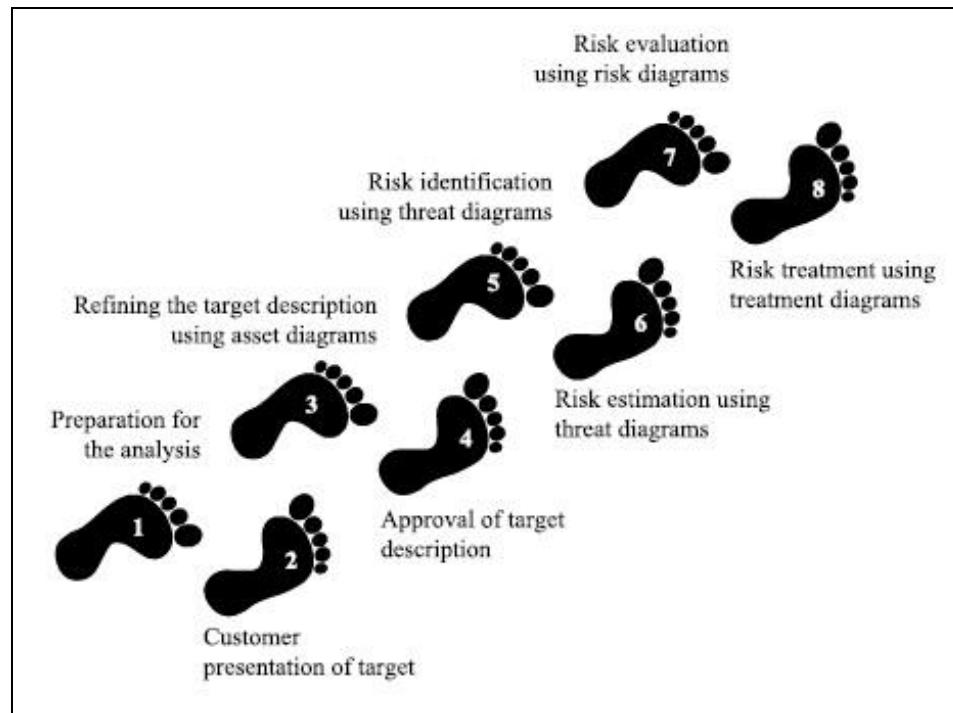 Preparation for
the analysis
1
Customer
presentation of target
2
Refining the target description
using asset diagrams
3
Approval of target
description
4
Risk identification
using threat diagrams
5
Risk estimation using
threat diagrams
6
Risk evaluation
using risk diagrams
7
Risk treatment using
treatment diagrams
8